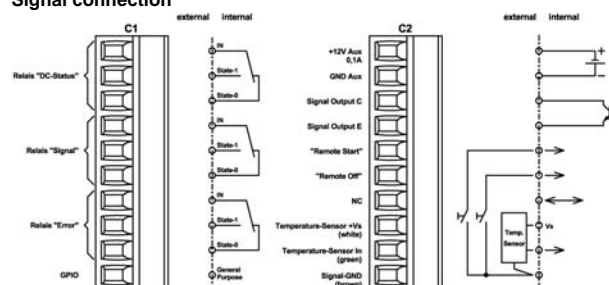 Signal connection
external internal
C1
IN
Relais "DC-Status"
State-1
State-0
IN
Relais "Signal"
State-1
State-0
IN
Relais "Error"
State-1
State-0
GPIO
General
Purpose
external internal
C2
+12V Aux
0,1A
GND Aux
Signal Output C
Signal Output E
"Remote Start"
"Remote Off"
NC
Temperature-Sensor +Vs
(white)
Temperature-Sensor In
(green)
Signal-GND
(brown)
+
−
Temp.
Sensor
Vs